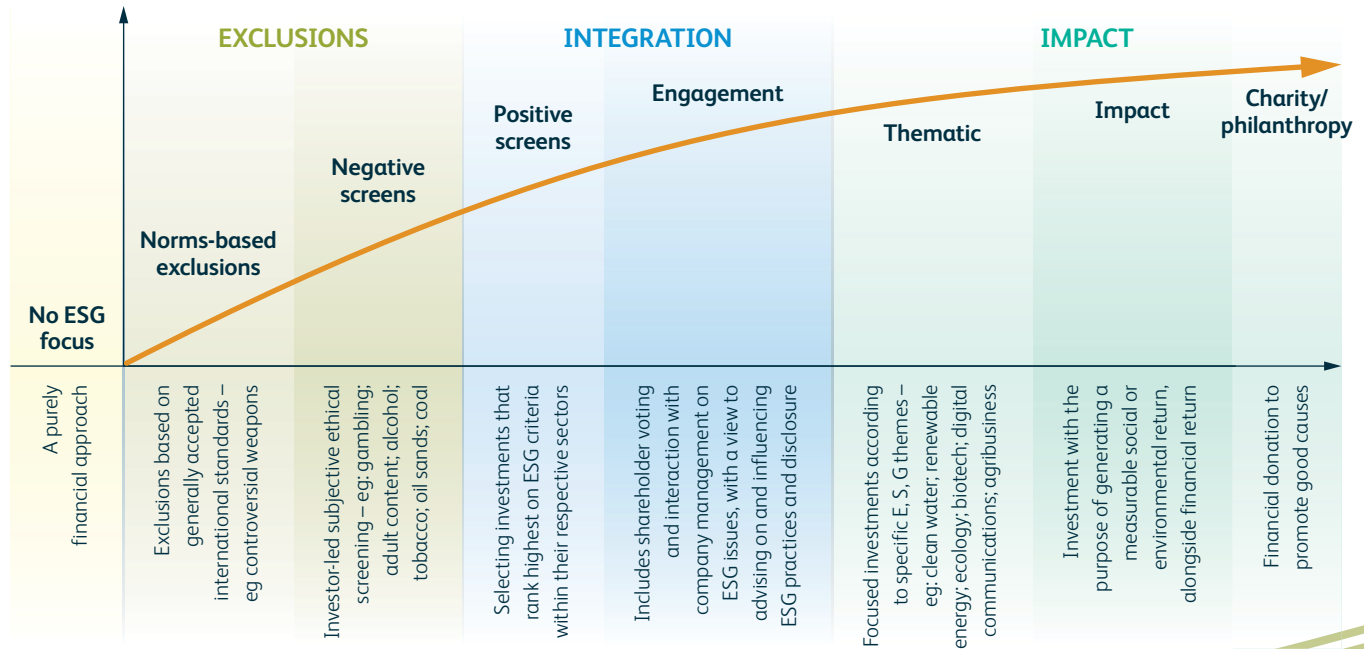 EXCLUSIONS
INTEGRATION
IMPACT
No ESG
focus
Norms-based
exclusions
Negative
screens
Positive
screens
Engagement
Thematic
Impact
Charity/
philanthropy
A purely
financial approach
Exclusions based on
generally accepted
international standards –
eg controversial weapons
Investor-led subjective ethical
screening – eg: gambling;
adult content; alcohol;
tobacco; oil sands; coal
Selecting investments that
rank highest on ESG criteria
within their respective sectors
Includes shareholder voting
and interaction with
company management on
ESG issues, with a view to
advising on and influencing
ESG practices and disclosure
Focused investments according
to specific E, S, G themes –
eg: clean water; renewable
energy; ecology; biotech; digital
communications; agribusiness
Investment with the
purpose of generating a
measurable social or
environmental return,
alongside financial return
Financial donation to
promote good causes